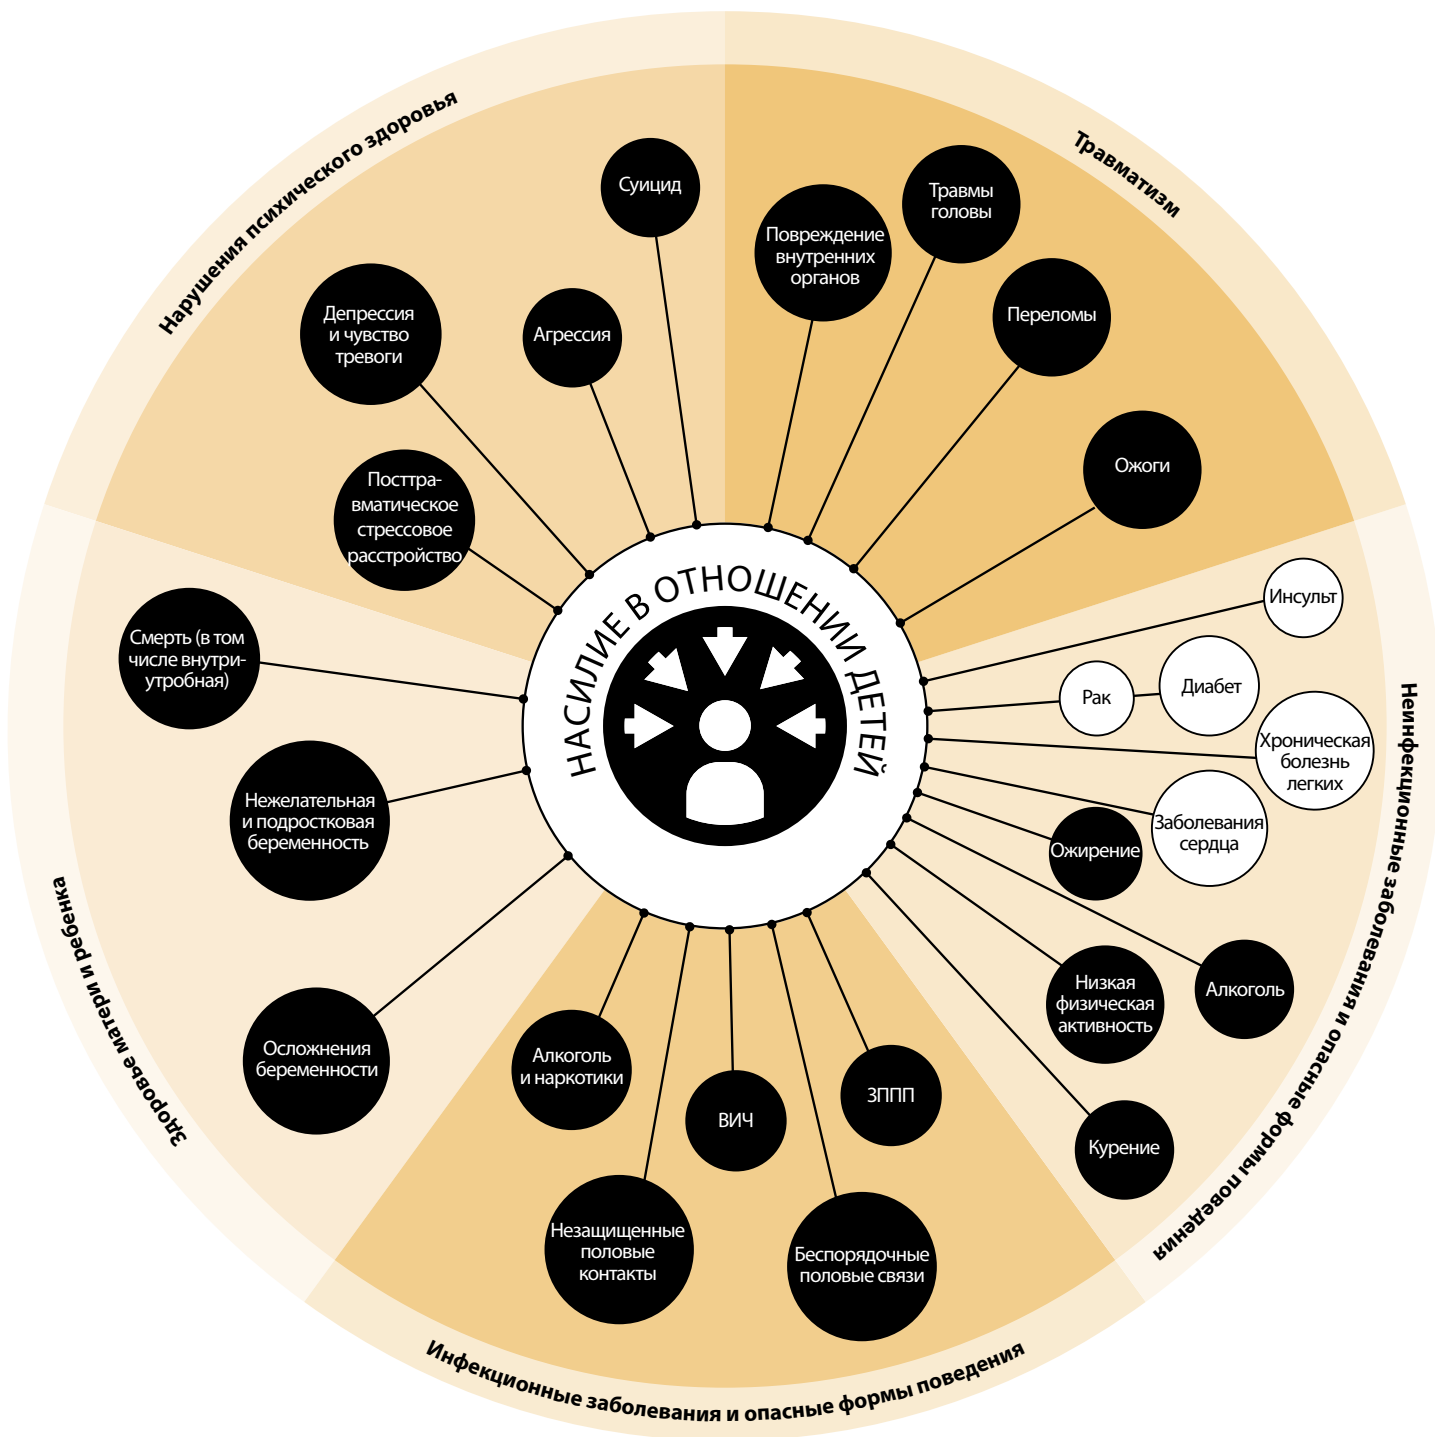 НАСИЛИЕ В ОТНОШЕНИИ ДЕТЕЙ
Нарушения психического здоровья
Суицид
Агрессия
Депрессия
и чувство
тревоги
Посттра-
вматическое
стрессовое
расстройство
Травматизм
Повреждение
внутренних
органов
Травмы
головы
Переломы
Ожоги
Неинфекционные заболевания и опасные формы поведения
Инсульт
Рак
Диабет
Хроническая
болезнь
легких
Заболевания
сердца
Ожирение
Алкоголь
Низкая
физическая
активность
Курение
Инфекционные заболевания и опасные формы поведения
ЗППП
Беспорядочные
половые связи
ВИЧ
Незащищенные
половые
контакты
Алкоголь
и наркотики
Здоровье матери и ребенка
Осложнения
беременности
Нежелательная
и подростковая
беременность
Смерть (в том
числе внутри-
утробная)